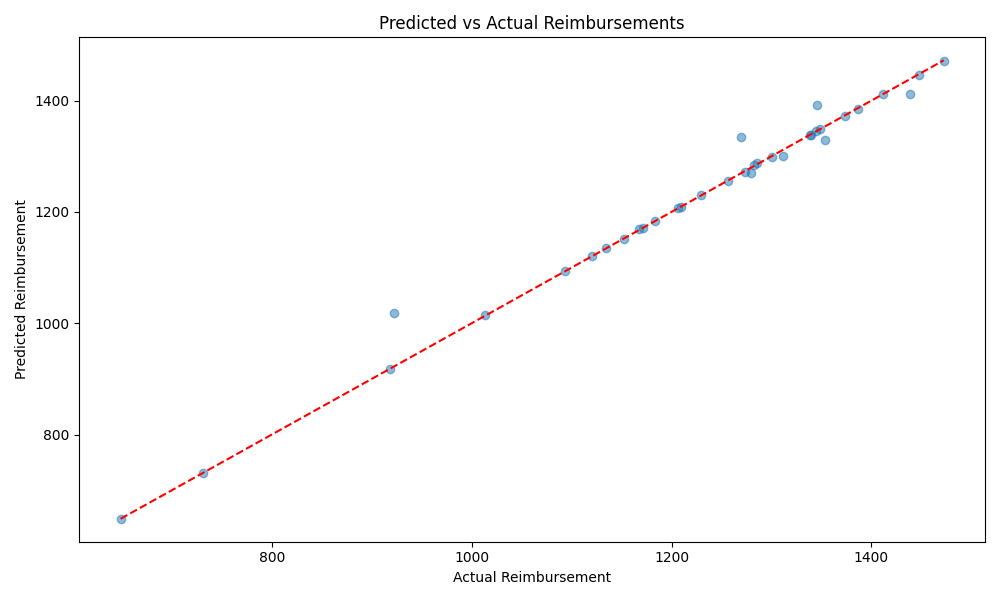 Predicted vs Actual Reimbursements
Predicted Reimbursement
1400
1200
1000
800
800 1000 1200 1400
Actual Reimbursement